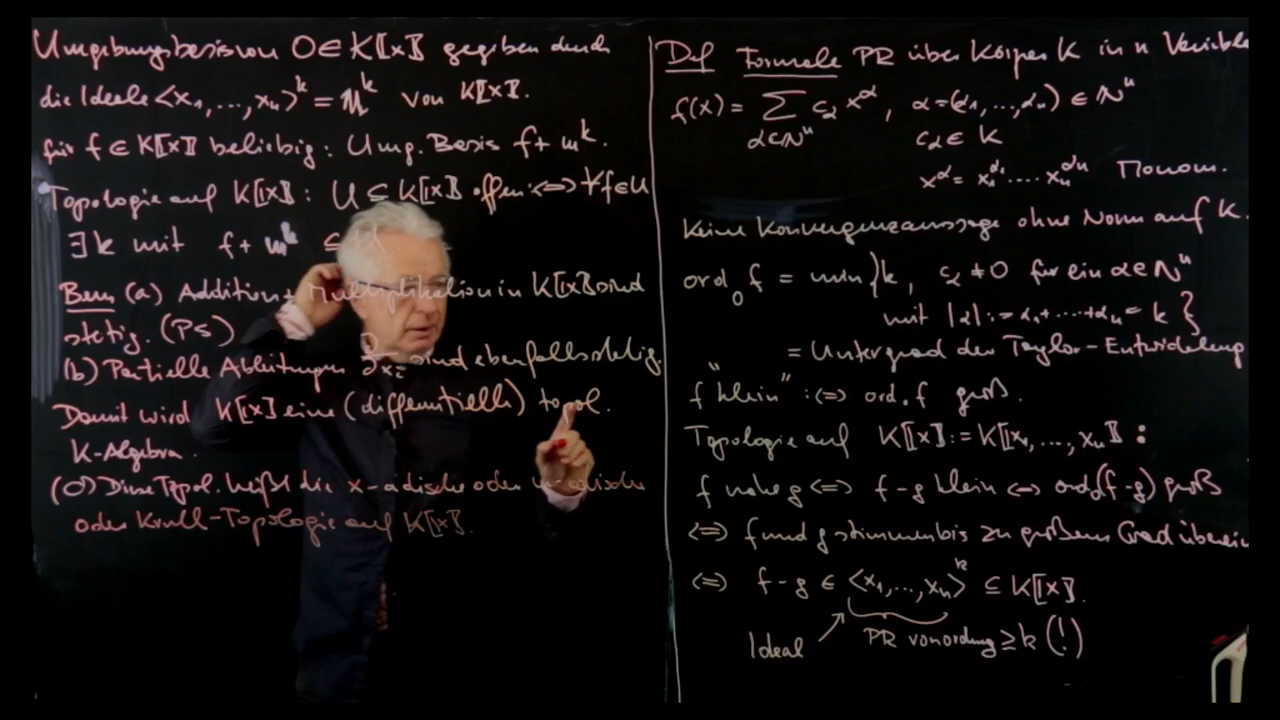 Umgebungsbasis von 0 ∈ K⟦x⟧ gegeben durch
die Ideale <x₁,...,xₙ>ᵏ = mᵏ von K⟦x⟧.
für f ∈ K⟦x⟧ beliebig: Umg. Basis f + mᵏ.
Topologie auf K⟦x⟧: U ⊆ K⟦x⟧ offen :⟺ ∀f∈U
∃k mit f + mᵏ ⊆
Bem (a) Addition + Multiplikation in K⟦x⟧ sind
stetig. (PS)
(b) Partielle Ableitungen ∂xᵢ sind ebenfalls stetig.
Damit wird K⟦x⟧ eine (differentielle) topol.
K-Algebra.
(c) Diese Topol. heißt die x-adische oder m-adische
oder Krull-Topologie auf K⟦x⟧.
Def Formale PR über Körper K in n Variable
f(x) = ∑ c_α x^α, α=(α₁,...,αₙ) ∈ ℕⁿ
α∈ℕⁿ c_α ∈ K
x^α = x₁^α₁ ..... xₙ^αₙ Monom.
Keine Konvergenzaussage ohne Norm auf K.
ord₀ f = min {k, c_α ≠ 0 für ein α∈ℕⁿ
mit |α| := α₁+....+αₙ = k }
= Untergrad der Taylor-Entwicklung
"f klein" :⟺ ord₀f groß.
Topologie auf K⟦x⟧ := K⟦x₁,...,xₙ⟧ :
f nahe g ⟺ f-g klein ⟺ ord₀(f-g) groß
⟺ f und g stimmen bis zu großem Grad überein
⟺ f-g ∈ <x₁,...,xₙ>ᵏ ⊆ K⟦x⟧.
Ideal ↗ PR von ordnung ≥ k (!)